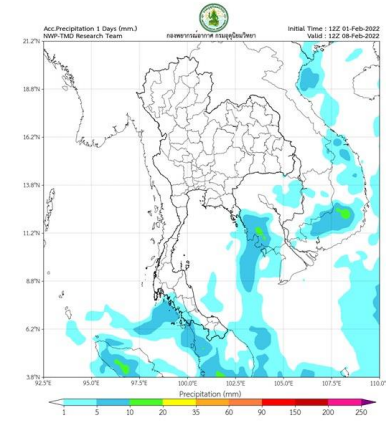 Acc.Precipitation 1 Days (mm.)
Initial Time : 12Z 01-Feb-2022
NWP-TMD Research Team
กองพยากรณ์อากาศ กรมอุตุนิยมวิทยา
Valid : 12Z 08-Feb-2022
21.2°N
18.7°N
16.2°N
13.8°N
11.2°N
8.8°N
6.2°N
3.8°N
92.5°E 95.0°E 97.5°E 100.0°E 102.5°E 105.0°E 107.5°E 110.0°E
Precipitation (mm)
1 5 10 20 35 60 90 150 200 250